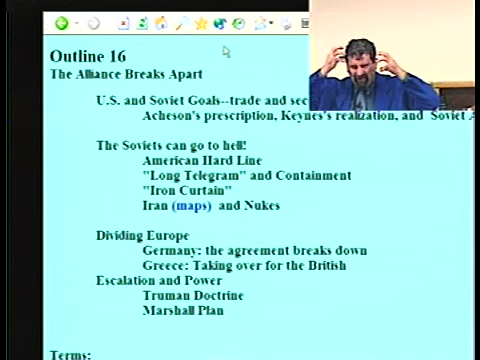 Outline 16
The Alliance Breaks Apart
U.S. and Soviet Goals--trade and sec
Acheson's prescription, Keynes's realization, and Soviet A
The Soviets can go to hell!
American Hard Line
"Long Telegram" and Containment
"Iron Curtain"
Iran (maps) and Nukes
Dividing Europe
Germany: the agreement breaks down
Greece: Taking over for the British
Escalation and Power
Truman Doctrine
Marshall Plan
Terms: